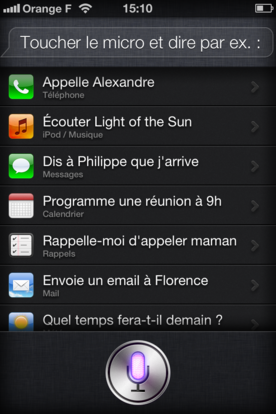 Orange F 15:10
Toucher le micro et dire par ex. :
Appelle Alexandre
Téléphone
Écouter Light of the Sun
iPod / Musique
Dis à Philippe que j'arrive
Messages
Programme une réunion à 9h
Calendrier
Rappelle-moi d'appeler maman
Rappels
Envoie un email à Florence
Mail
Quel temps fera-t-il demain ?